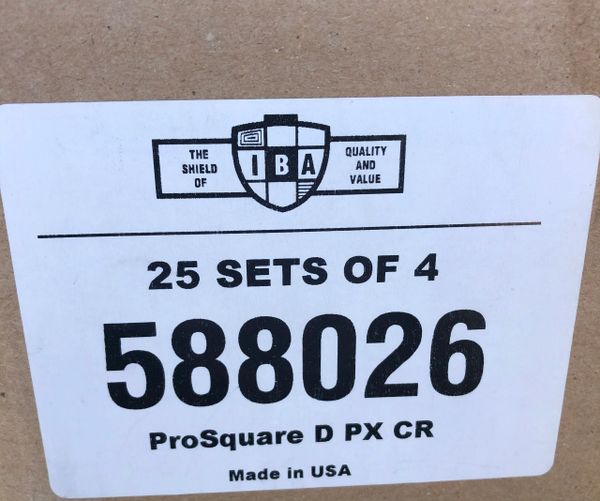 THE
SHIELD
OF
IBA
QUALITY
AND
VALUE
25 SETS OF 4
588026
ProSquare D PX CR
Made in USA